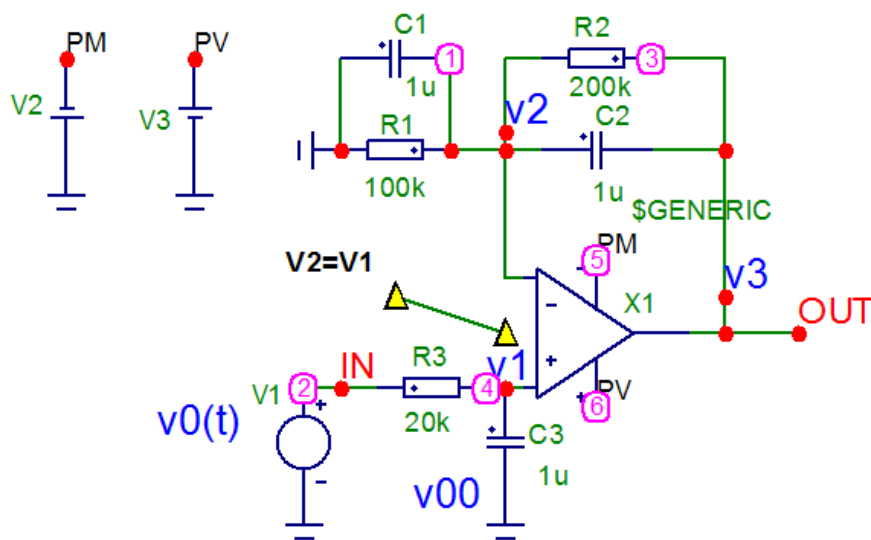 PM
PV
V2
V3
C1
1
1u
R1
100k
R2
3
200k
v2
C2
1u
$GENERIC
V2=V1
PM
5
X1
v3
OUT
-
+
PV
6
IN
R3
v1
V1
2
4
20k
+
-
v0(t)
C3
1u
v00